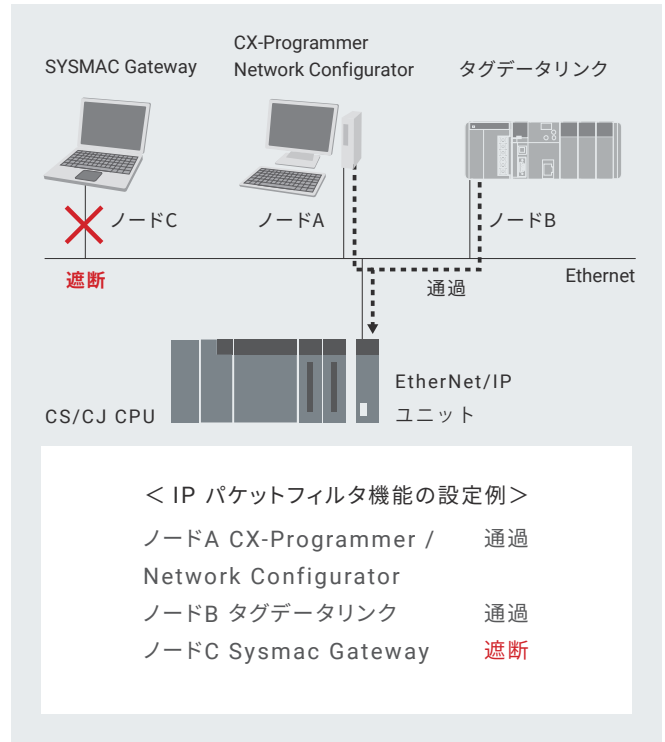 SYSMAC Gateway
CX-Programmer
Network Configurator
タグデータリンク
ノードC
ノードA
ノードB
遮断
通過
Ethernet
CS/CJ CPU
EtherNet/IP
ユニット
＜ IP パケットフィルタ機能の設定例＞
ノードA CX-Programmer / 通過
Network Configurator
ノードB タグデータリンク 通過
ノードC Sysmac Gateway 遮断